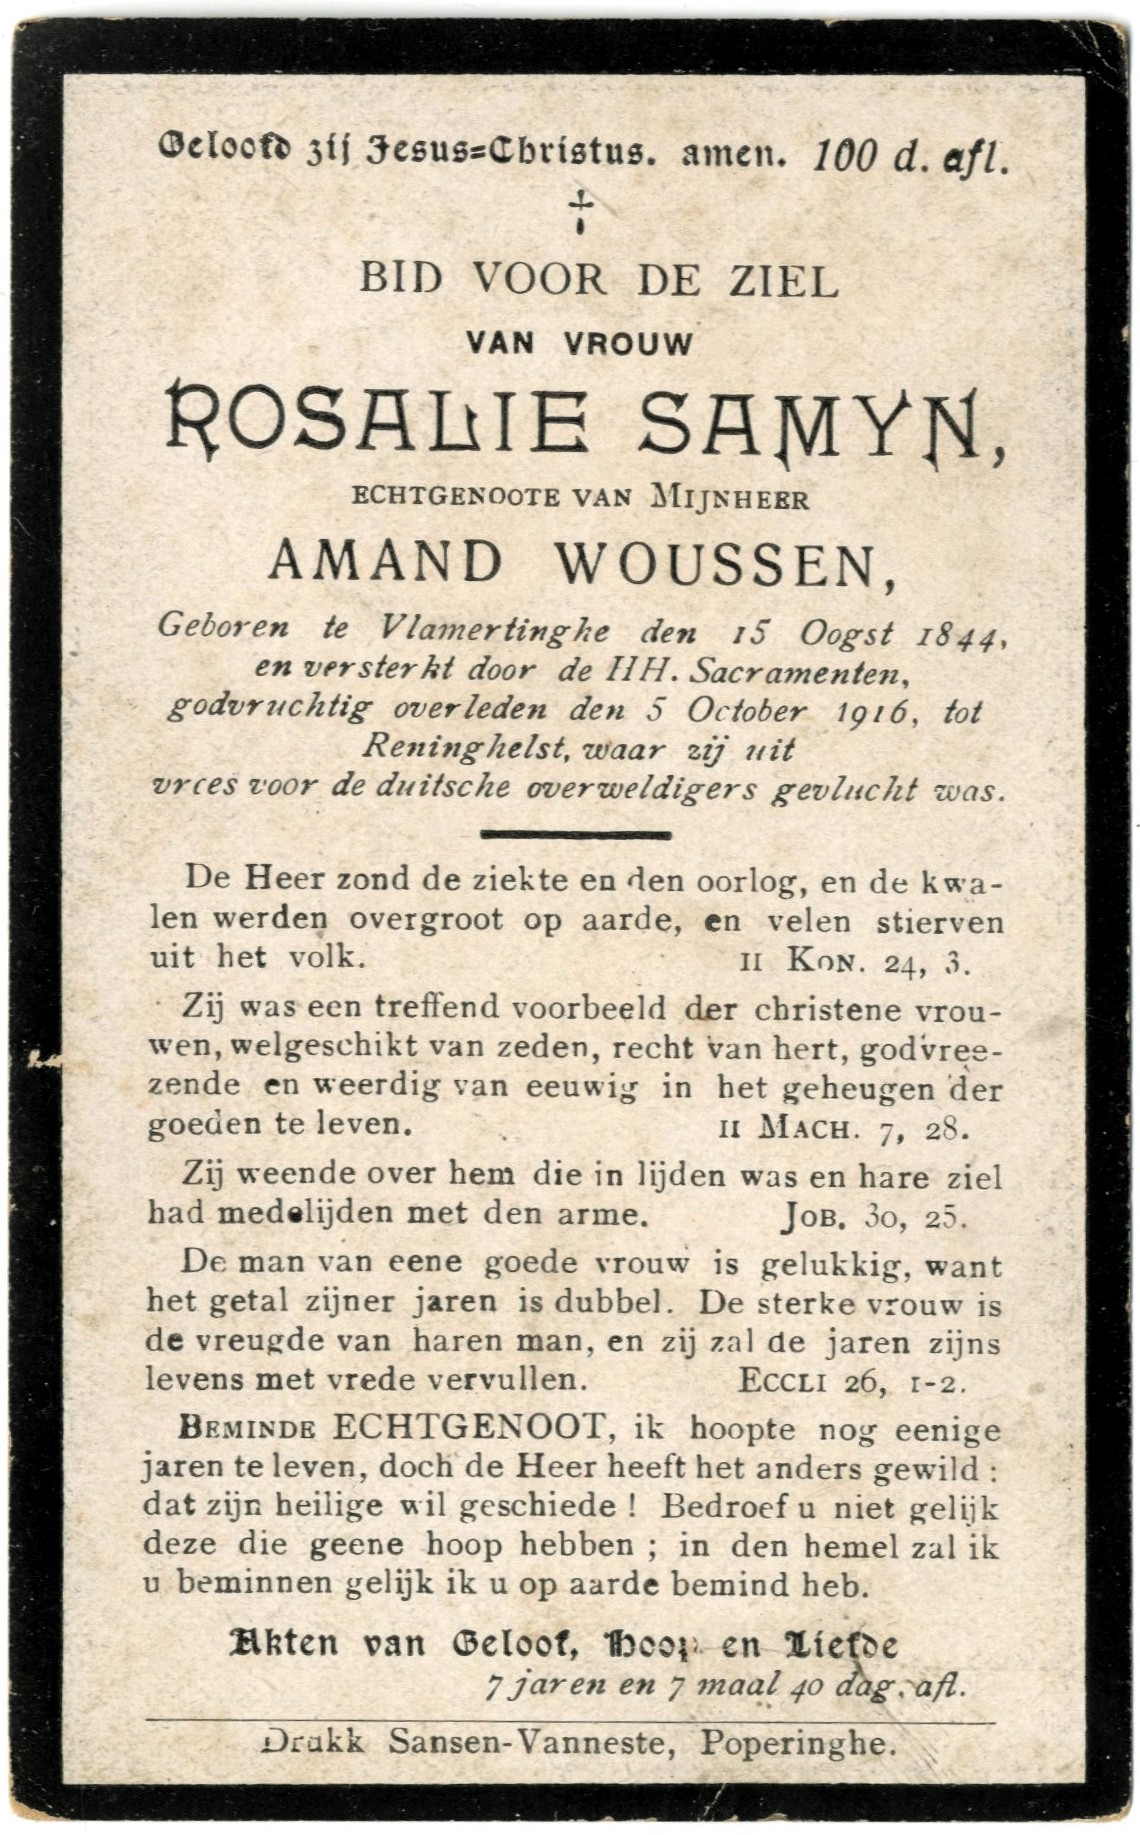 Geloofd zij Jesus=Christus. amen. 100 d. afl.
BID VOOR DE ZIEL
VAN VROUW
ROSALIE SAMYN,
ECHTGENOOTE VAN MIJNHEER
AMAND WOUSSEN,
Geboren te Vlamertinghe den 15 Oogst 1844,
en versterkt door de HH. Sacramenten,
godvruchtig overleden den 5 October 1916, tot
Reninghelst, waar zij uit
vrees voor de duitsche overweldigers gevlucht was.
De Heer zond de ziekte en den oorlog, en de kwa-
len werden overgroot op aarde, en velen stierven
uit het volk. II KON. 24, 3.
Zij was een treffend voorbeeld der christene vrou-
wen, welgeschikt van zeden, recht van hert, godvree-
zende en weerdig van eeuwig in het geheugen der
goeden te leven. II MACH. 7, 28.
Zij weende over hem die in lijden was en hare ziel
had medelijden met den arme. JOB. 30, 25.
De man van eene goede vrouw is gelukkig, want
het getal zijner jaren is dubbel. De sterke vrouw is
de vreugde van haren man, en zij zal de jaren zijns
levens met vrede vervullen. ECCLI 26, 1-2.
BEMINDE ECHTGENOOT, ik hoopte nog eenige
jaren te leven, doch de Heer heeft het anders gewild :
dat zijn heilige wil geschiede ! Bedroef u niet gelijk
deze die geene hoop hebben ; in den hemel zal ik
u beminnen gelijk ik u op aarde bemind heb.
Akten van Geloof, Hoop en Liefde
7 jaren en 7 maal 40 dag. afl.
Drukk Sansen-Vanneste, Poperinghe.